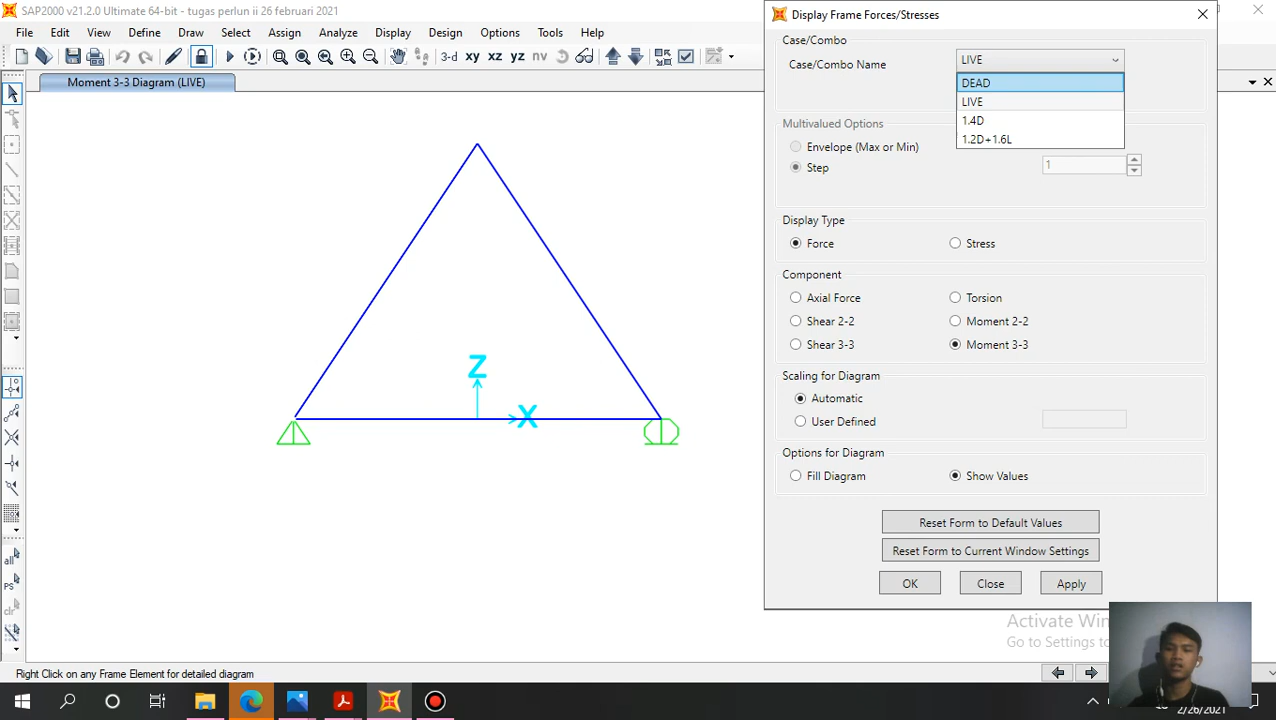 SAP2000 v21.2.0 Ultimate 64-bit - tugas perlun ii 26 februari 2021
File Edit View Define Draw Select Assign Analyze Display Design Options Tools Help
3-d xy xz yz nv
Moment 3-3 Diagram (LIVE)
Z
X
all
PS
clr
Right Click on any Frame Element for detailed diagram
Display Frame Forces/Stresses
Case/Combo
Case/Combo Name
LIVE
DEAD
LIVE
1.4D
1.2D+1.6L
Multivalued Options
Envelope (Max or Min)
Step
1
Display Type
Force
Stress
Component
Axial Force
Torsion
Shear 2-2
Moment 2-2
Shear 3-3
Moment 3-3
Scaling for Diagram
Automatic
User Defined
Options for Diagram
Fill Diagram
Show Values
Reset Form to Default Values
Reset Form to Current Window Settings
OK
Close
Apply
Go to Settings to
2/26/2021